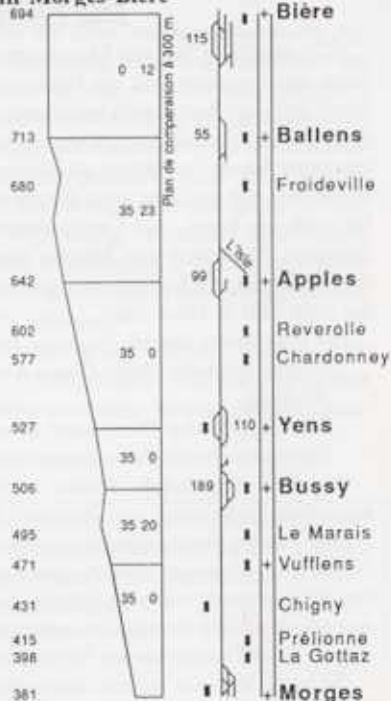 in Morges-Bière
694 Bière
115
0 12
Plan de comparaison à 300 m
55
713 Ballens
680 Froideville
35 23
L'Isle
99
642 Apples
602 Reverolle
35 0
577 Chardonney
527 110 Yens
35 0
506 189 Bussy
35 20
495 Le Marais
471 Vufflens
35 0
431 Chigny
415 Prélionne
398 La Gottaz
381 Morges